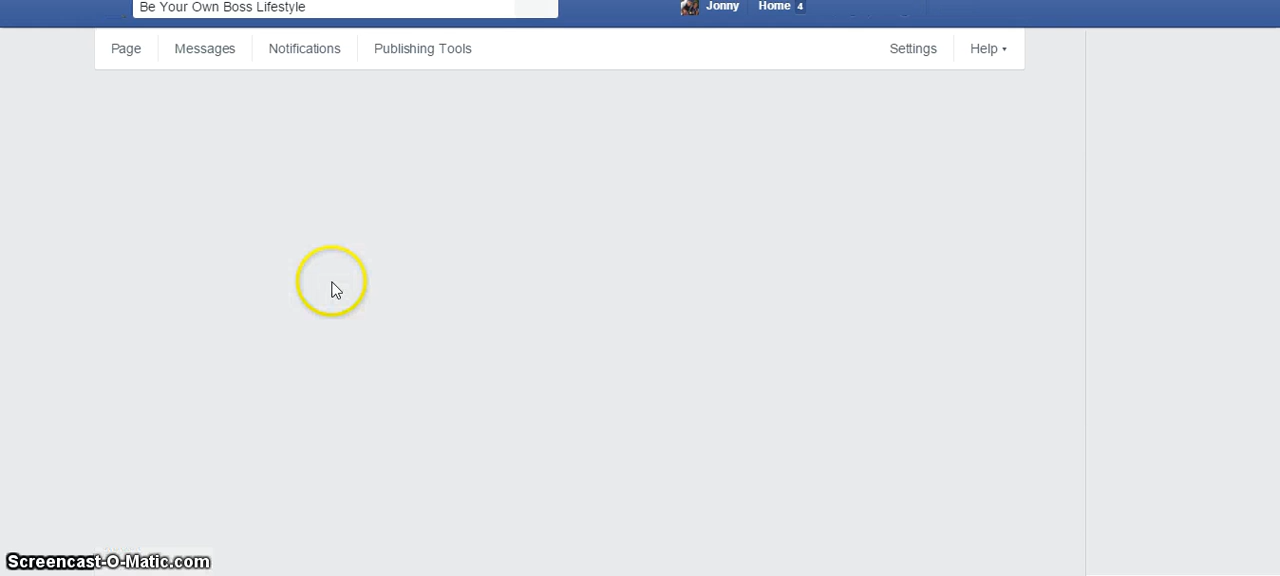 Be Your Own Boss Lifestyle
Jonny Home 4
Page Messages Notifications Publishing Tools Settings Help
Screencast-O-Matic.com